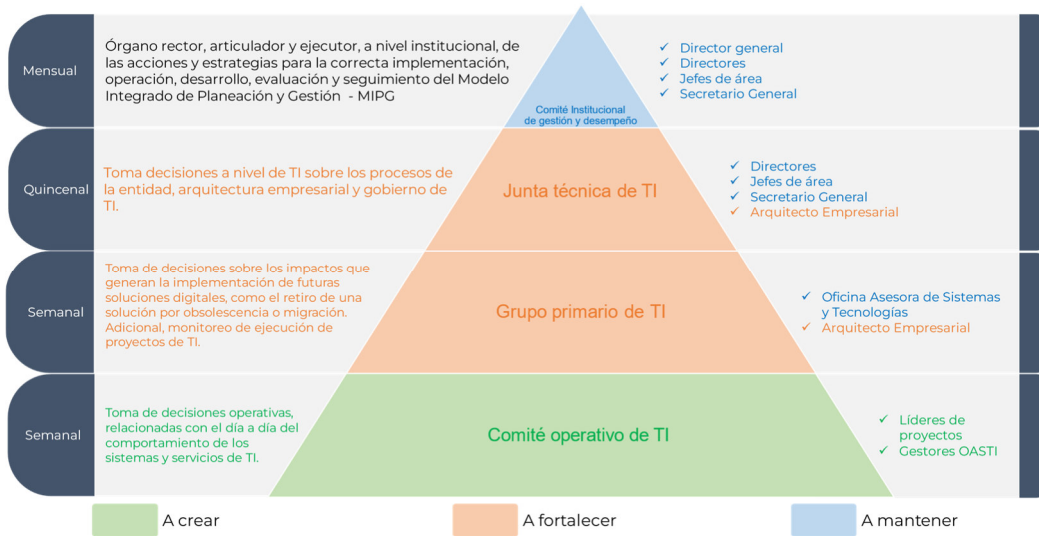 Mensual
Órgano rector, articulador y ejecutor, a nivel institucional, de
las acciones y estrategias para la correcta implementación,
operación, desarrollo, evaluación y seguimiento del Modelo
Integrado de Planeación y Gestión - MIPG
Comité Institucional
de gestión y desempeño
✓ Director general
✓ Directores
✓ Jefes de área
✓ Secretario General
Quincenal
Toma decisiones a nivel de TI sobre los procesos de
la entidad, arquitectura empresarial y gobierno de
TI.
Junta técnica de TI
✓ Directores
✓ Jefes de área
✓ Secretario General
✓ Arquitecto Empresarial
Semanal
Toma de decisiones sobre los impactos que
generan la implementación de futuras
soluciones digitales, como el retiro de una
solución por obsolescencia o migración.
Adicional, monitoreo de ejecución de
proyectos de TI.
Grupo primario de TI
✓ Oficina Asesora de Sistemas
y Tecnologías
✓ Arquitecto Empresarial
Semanal
Toma de decisiones operativas,
relacionadas con el día a día del
comportamiento de los
sistemas y servicios de TI.
Comité operativo de TI
✓ Líderes de
proyectos
✓ Gestores OASTI
A crear
A fortalecer
A mantener